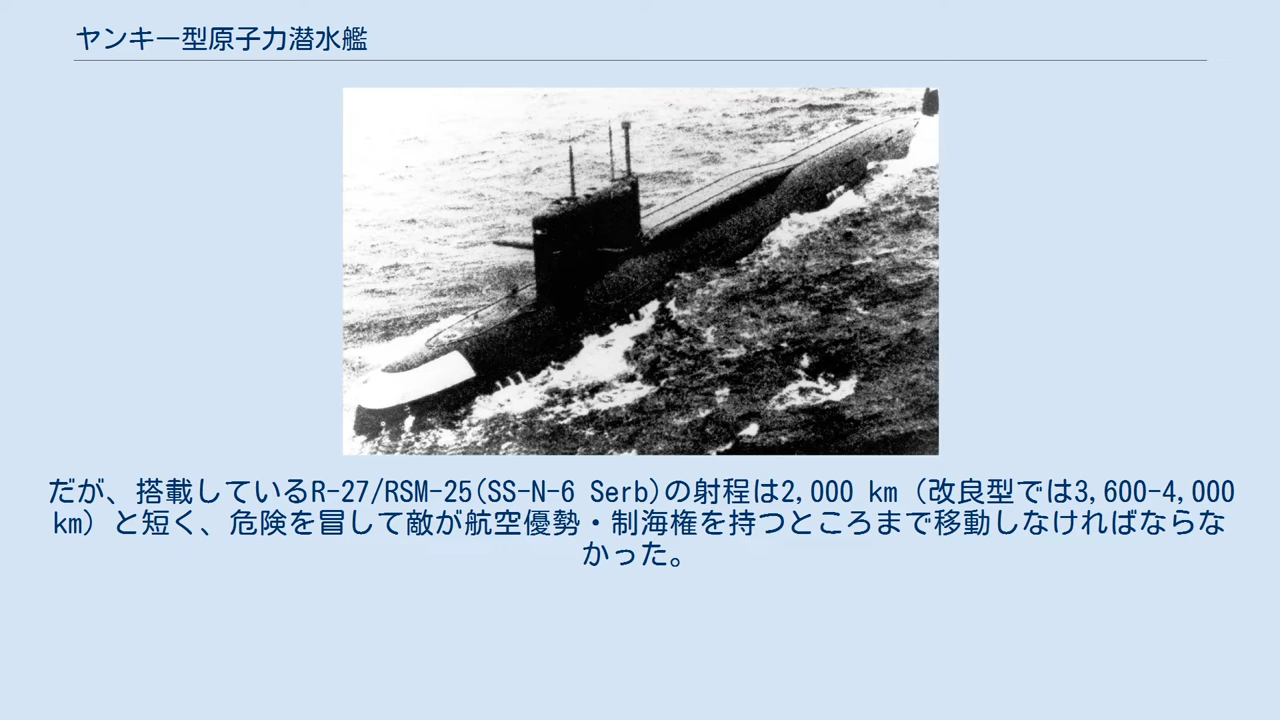 ヤンキー型原子力潜水艦
だが、搭載しているR-27/RSM-25(SS-N-6 Serb)の射程は2,000 km（改良型では3,600-4,000
km）と短く、危険を冒して敵が航空優勢・制海権を持つところまで移動しなければならな
かった。